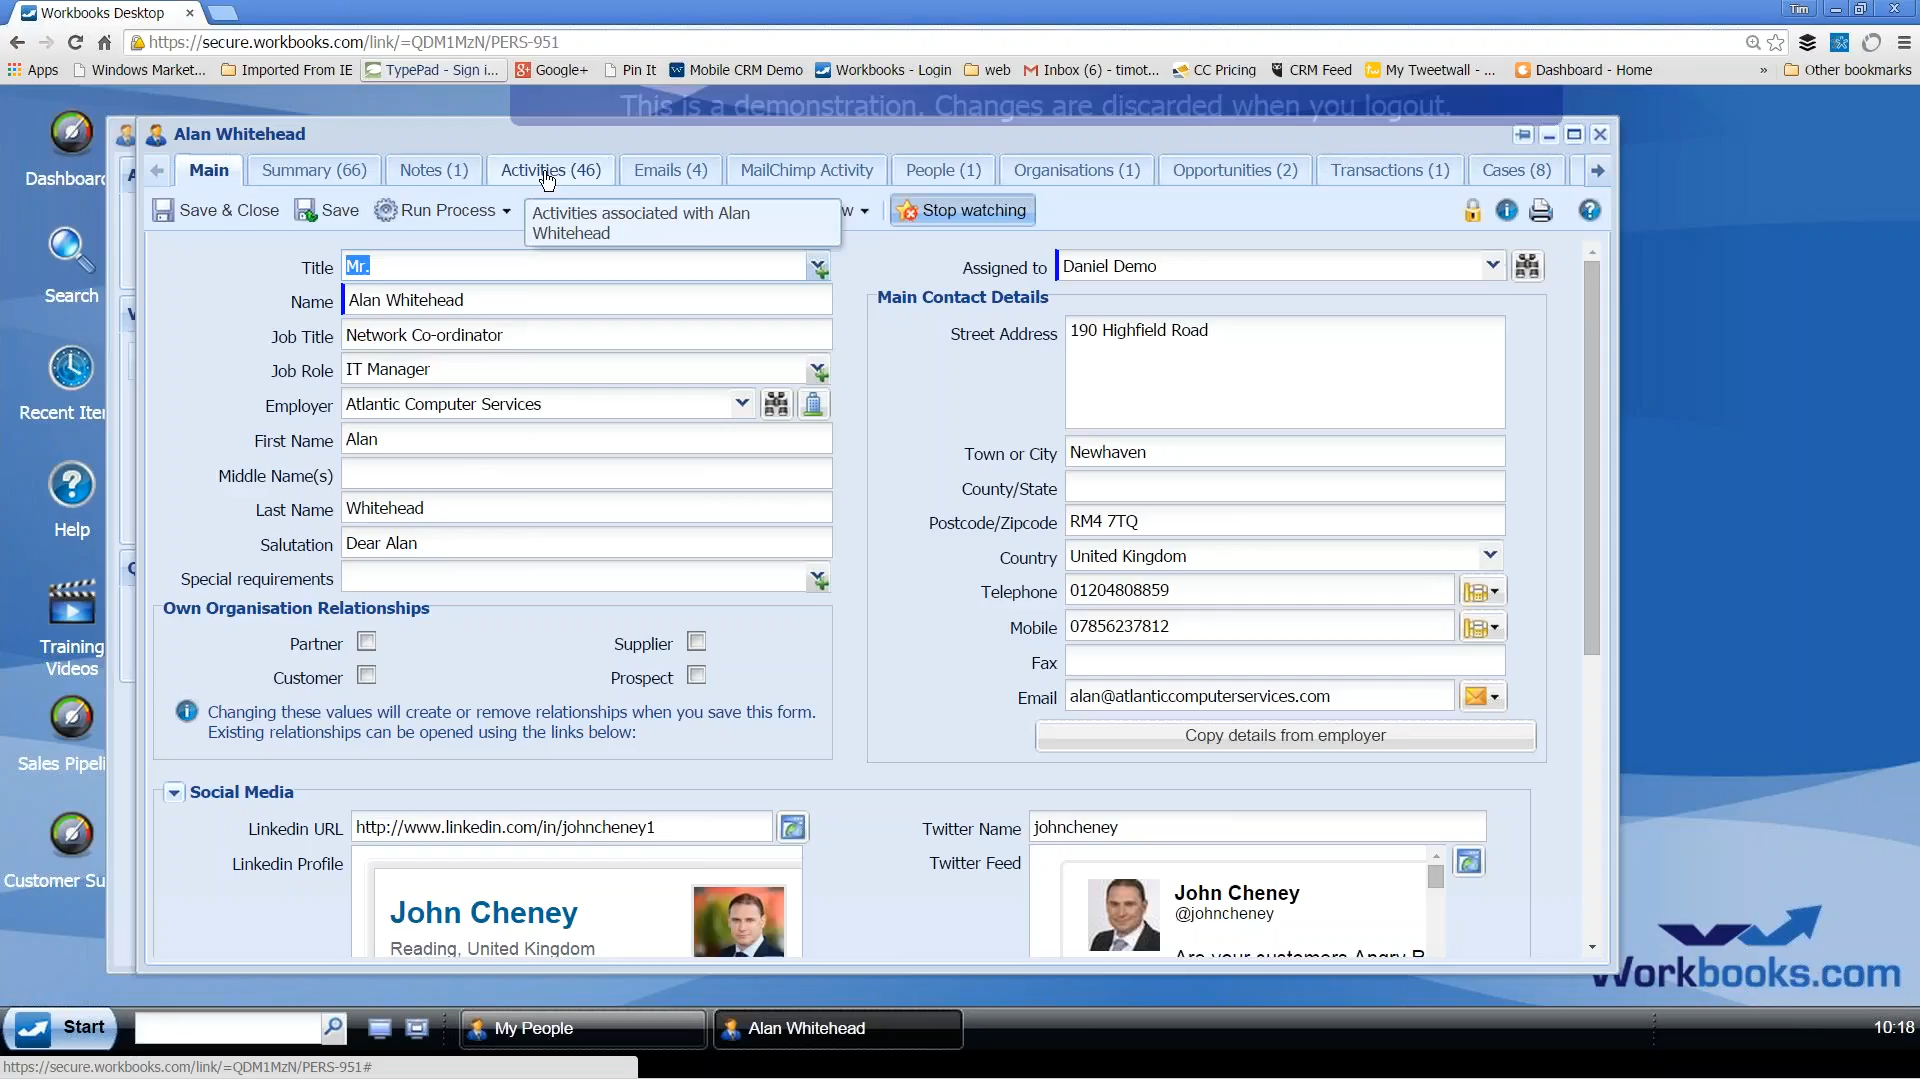 Workbooks Desktop
Tim
https://secure.workbooks.com/link/=QDM1MzN/PERS-951
Apps
Windows Market...
Imported From IE
TypePad - Sign i...
Google+
Pin It
Mobile CRM Demo
Workbooks - Login
web
Inbox (6) - timot...
CC Pricing
CRM Feed
My Tweetwall - ...
Dashboard - Home
»
Other bookmarks
This is a demonstration. Changes are discarded when you logout.
Alan Whitehead
Main
Summary (66)
Notes (1)
Activities (46)
Emails (4)
MailChimp Activity
People (1)
Organisations (1)
Opportunities (2)
Transactions (1)
Cases (8)
Save & Close
Save
Run Process
Activities associated with Alan
Whitehead
Stop watching
Title Mr.
Name Alan Whitehead
Job Title Network Co-ordinator
Job Role IT Manager
Employer Atlantic Computer Services
First Name Alan
Middle Name(s)
Last Name Whitehead
Salutation Dear Alan
Special requirements
Own Organisation Relationships
Partner
Supplier
Customer
Prospect
Changing these values will create or remove relationships when you save this form.
Existing relationships can be opened using the links below:
Assigned to Daniel Demo
Main Contact Details
Street Address 190 Highfield Road
Town or City Newhaven
County/State
Postcode/Zipcode RM4 7TQ
Country United Kingdom
Telephone 01204808859
Mobile 07856237812
Fax
Email alan@atlanticcomputerservices.com
Copy details from employer
Social Media
Linkedin URL http://www.linkedin.com/in/johncheney1
Linkedin Profile
John Cheney
Reading, United Kingdom
Twitter Name johncheney
Twitter Feed
John Cheney
@johncheney
Search
Recent Ite
Help
Training
Videos
Sales Pipeli
Customer Su
Workbooks.com
Start
My People
Alan Whitehead
10:18
https://secure.workbooks.com/link/=QDM1MzN/PERS-951#